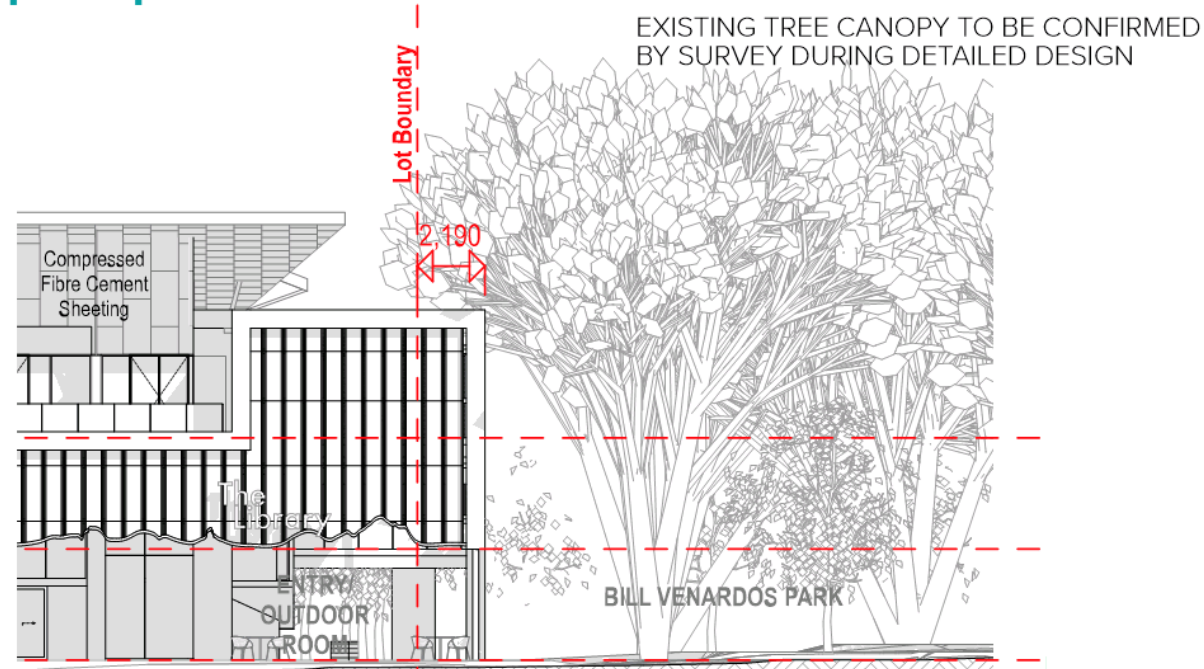 EXISTING TREE CANOPY TO BE CONFIRMED
BY SURVEY DURING DETAILED DESIGN
Lot Boundary
2,190
Compressed
Fibre Cement
Sheeting
The
Library
ENTRY/
OUTDOOR
ROOM
BILL VENARDOS PARK